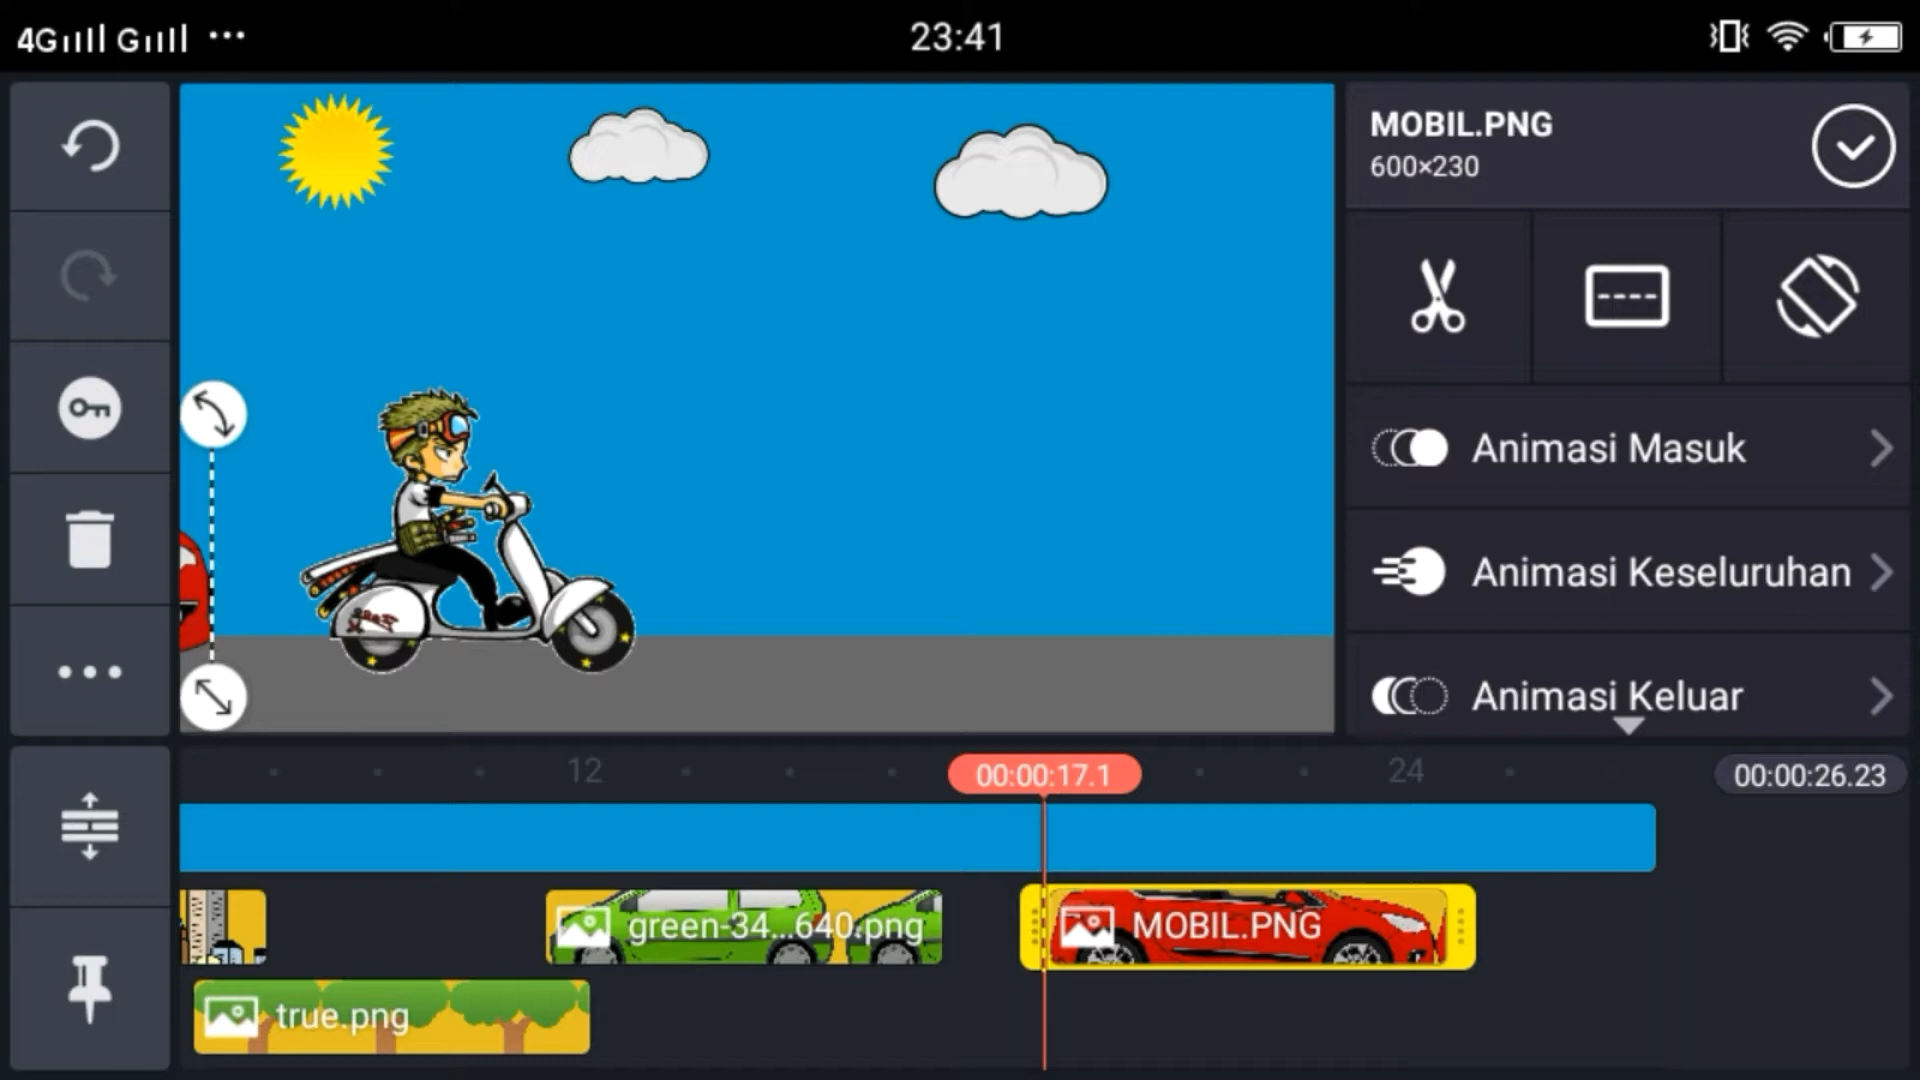 4G G ...
23:41
MOBIL.PNG
600×230
Animasi Masuk
Animasi Keseluruhan
Animasi Keluar
12
00:00:17.1
24
00:00:26.23
green-34...640.png
MOBIL.PNG
true.png